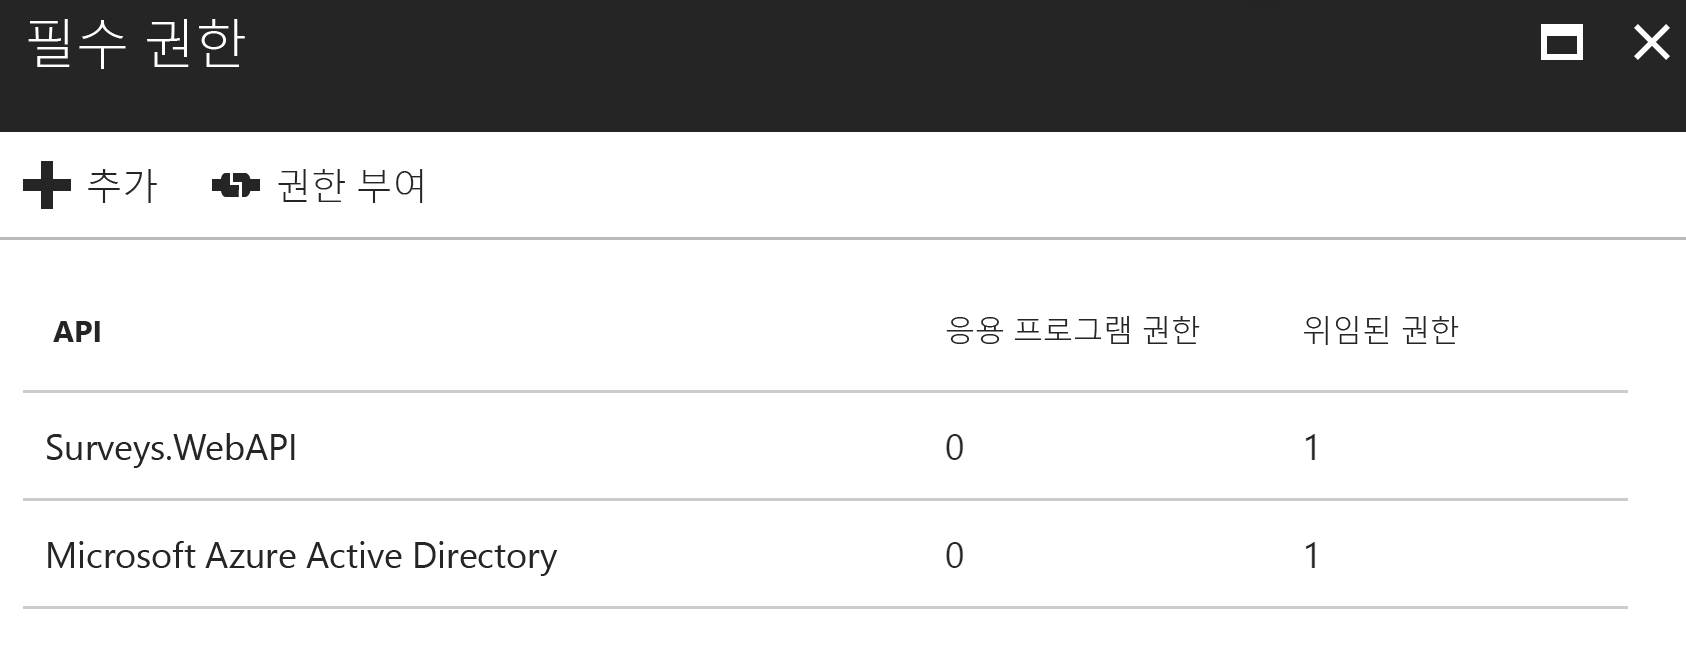 필수 권한
추가 권한 부여
API 응용 프로그램 권한 위임된 권한
Surveys.WebAPI 0 1
Microsoft Azure Active Directory 0 1